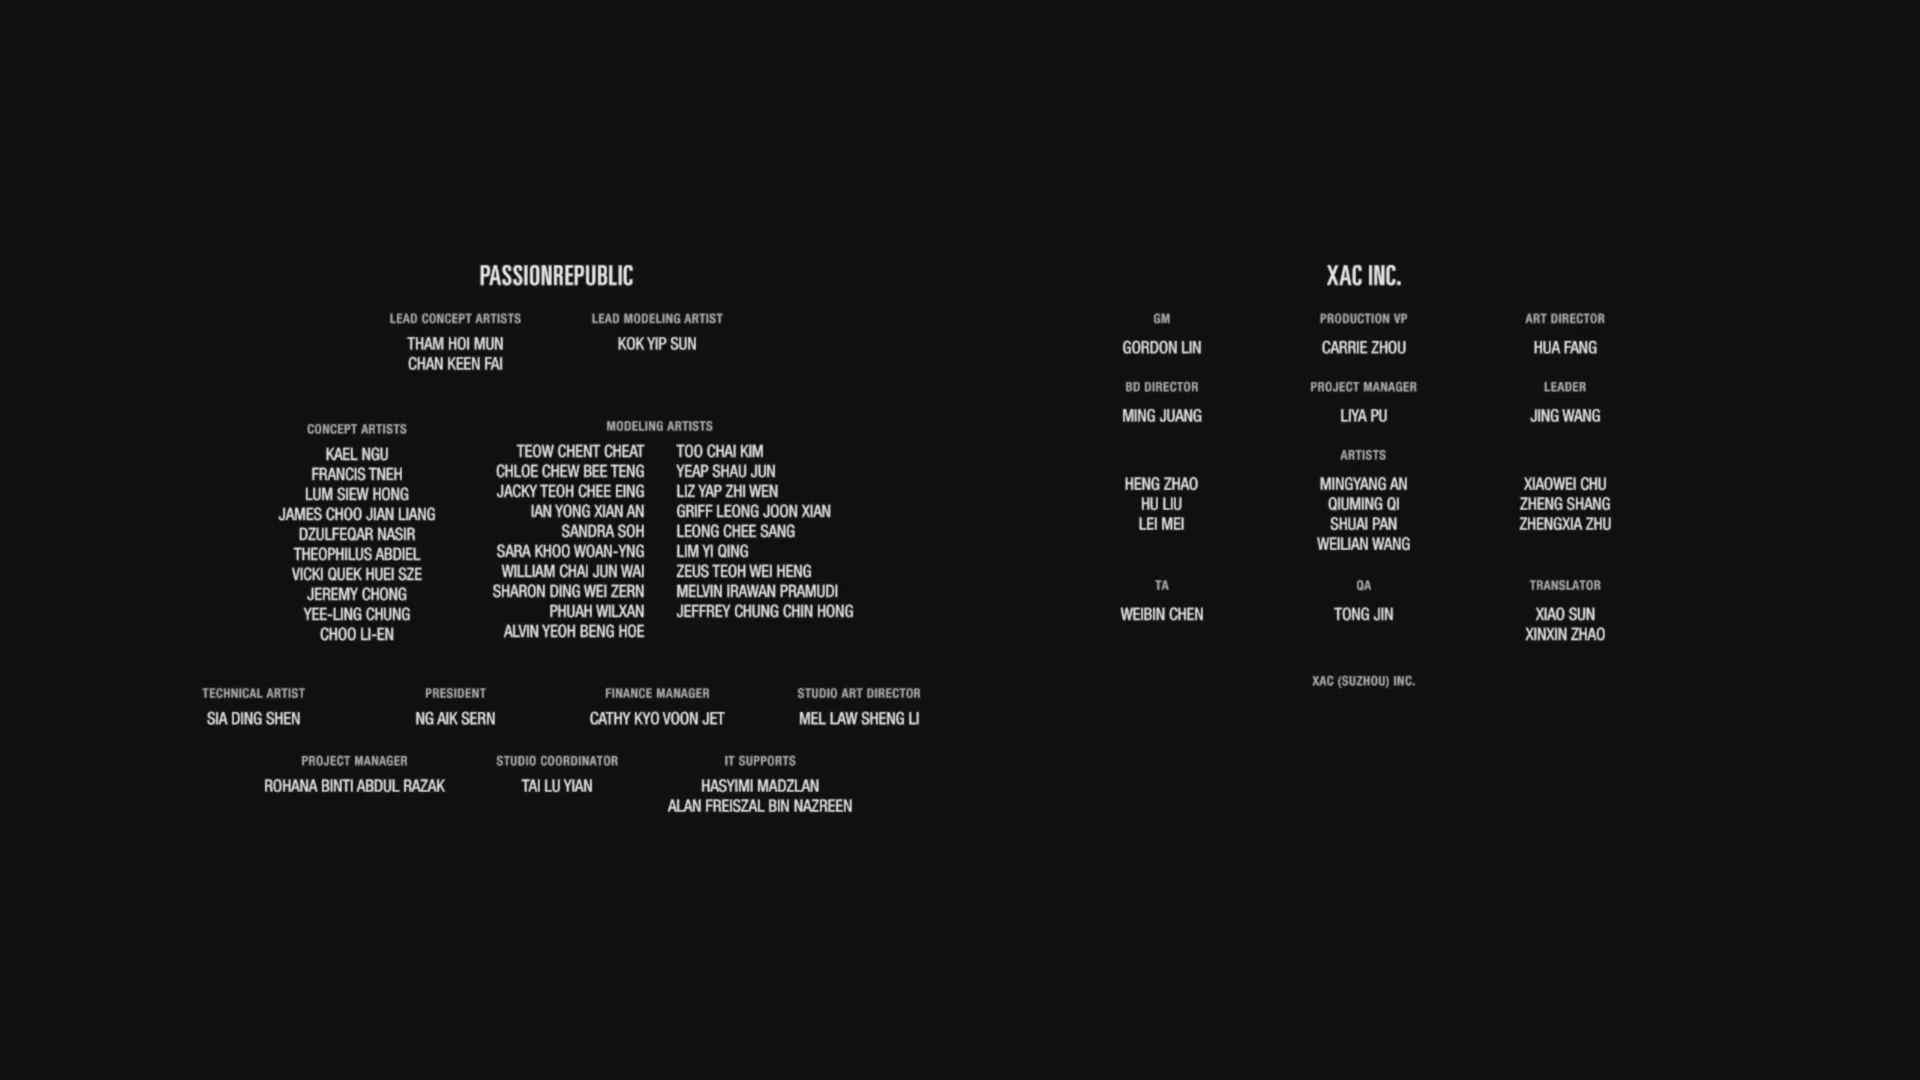 PASSIONREPUBLIC
LEAD CONCEPT ARTISTS
THAM HOI MUN
CHAN KEEN FAI
LEAD MODELING ARTIST
KOK YIP SUN
CONCEPT ARTISTS
KAEL NGU
FRANCIS TNEH
LUM SIEW HONG
JAMES CHOO JIAN LIANG
DZULFEQAR NASIR
THEOPHILUS ABDIEL
VICKI QUEK HUEI SZE
JEREMY CHONG
YEE-LING CHUNG
CHOO LI-EN
MODELING ARTISTS
TEOW CHENT CHEAT
CHLOE CHEW BEE TENG
JACKY TEOH CHEE EING
IAN YONG XIAN AN
SANDRA SOH
SARA KHOO WOAN-YNG
WILLIAM CHAI JUN WAI
SHARON DING WEI ZERN
PHUAH WILXAN
ALVIN YEOH BENG HOE
TOO CHAI KIM
YEAP SHAU JUN
LIZ YAP ZHI WEN
GRIFF LEONG JOON XIAN
LEONG CHEE SANG
LIM YI QING
ZEUS TEOH WEI HENG
MELVIN IRAWAN PRAMUDI
JEFFREY CHUNG CHIN HONG
TECHNICAL ARTIST
SIA DING SHEN
PRESIDENT
NG AIK SERN
FINANCE MANAGER
CATHY KYO VOON JET
STUDIO ART DIRECTOR
MEL LAW SHENG LI
PROJECT MANAGER
ROHANA BINTI ABDUL RAZAK
STUDIO COORDINATOR
TAI LU YIAN
IT SUPPORTS
HASYIMI MADZLAN
ALAN FREISZAL BIN NAZREEN
XAC INC.
GM
GORDON LIN
PRODUCTION VP
CARRIE ZHOU
ART DIRECTOR
HUA FANG
BD DIRECTOR
MING JUANG
PROJECT MANAGER
LIYA PU
LEADER
JING WANG
ARTISTS
HENG ZHAO
HU LIU
LEI MEI
MINGYANG AN
QIUMING QI
SHUAI PAN
WEILIAN WANG
XIAOWEI CHU
ZHENG SHANG
ZHENGXIA ZHU
TA
WEIBIN CHEN
QA
TONG JIN
TRANSLATOR
XIAO SUN
XINXIN ZHAO
XAC (SUZHOU) INC.